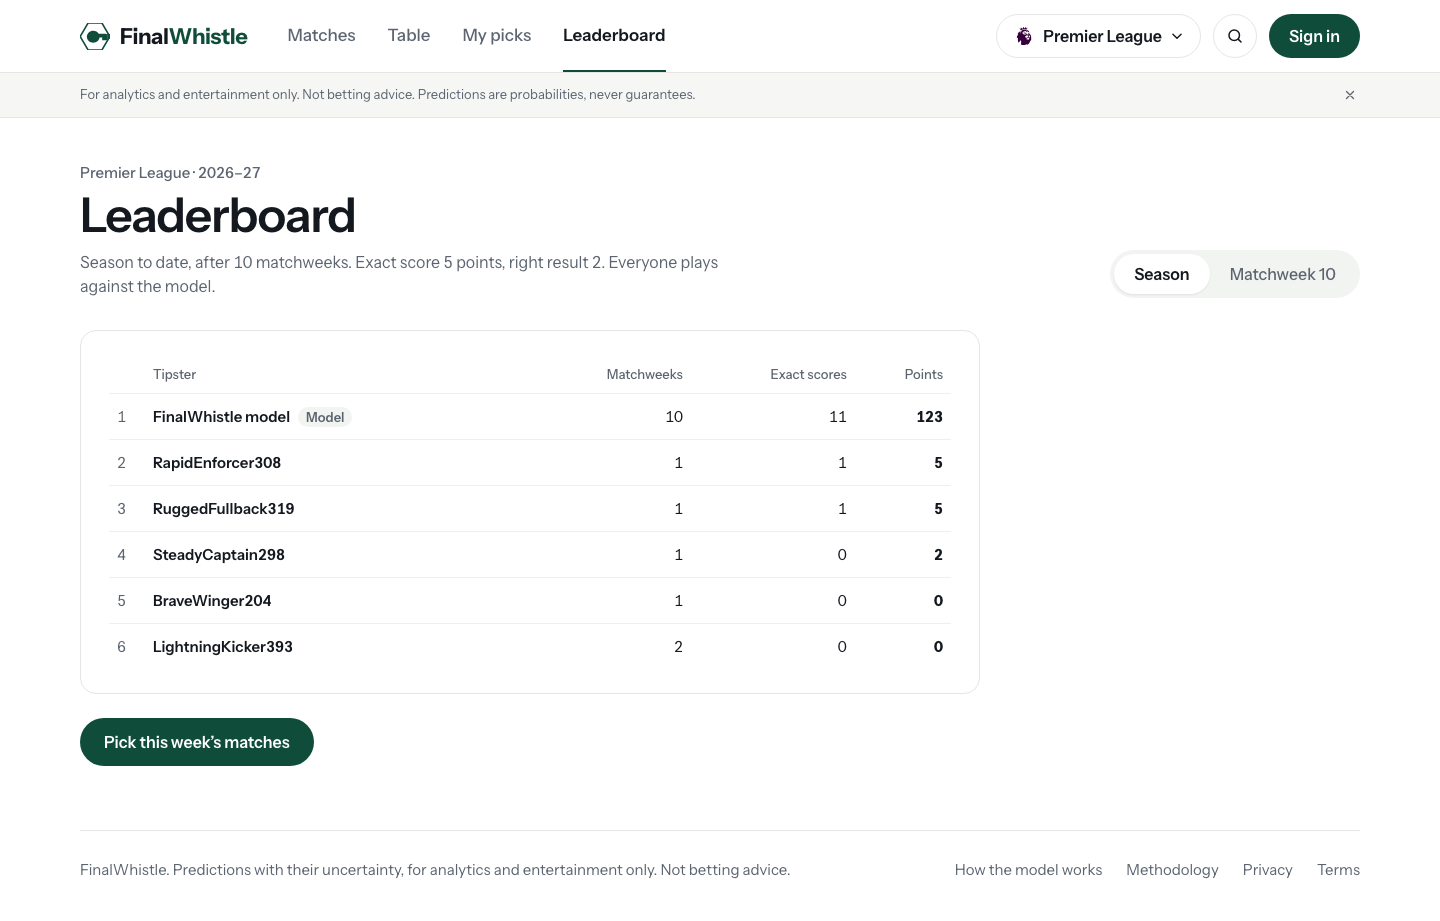 FinalWhistle
Matches
Table
My picks
Leaderboard
Premier League
Sign in
For analytics and entertainment only. Not betting advice. Predictions are probabilities, never guarantees.
Premier League · 2026–27
Leaderboard
Season to date, after 10 matchweeks. Exact score 5 points, right result 2. Everyone plays
against the model.
Season
Matchweek 10
Tipster Matchweeks Exact scores Points
1 FinalWhistle model Model 10 11 123
2 RapidEnforcer308 1 1 5
3 RuggedFullback319 1 1 5
4 SteadyCaptain298 1 0 2
5 BraveWinger204 1 0 0
6 LightningKicker393 2 0 0
Pick this week’s matches
FinalWhistle. Predictions with their uncertainty, for analytics and entertainment only. Not betting advice.
How the model works
Methodology
Privacy
Terms